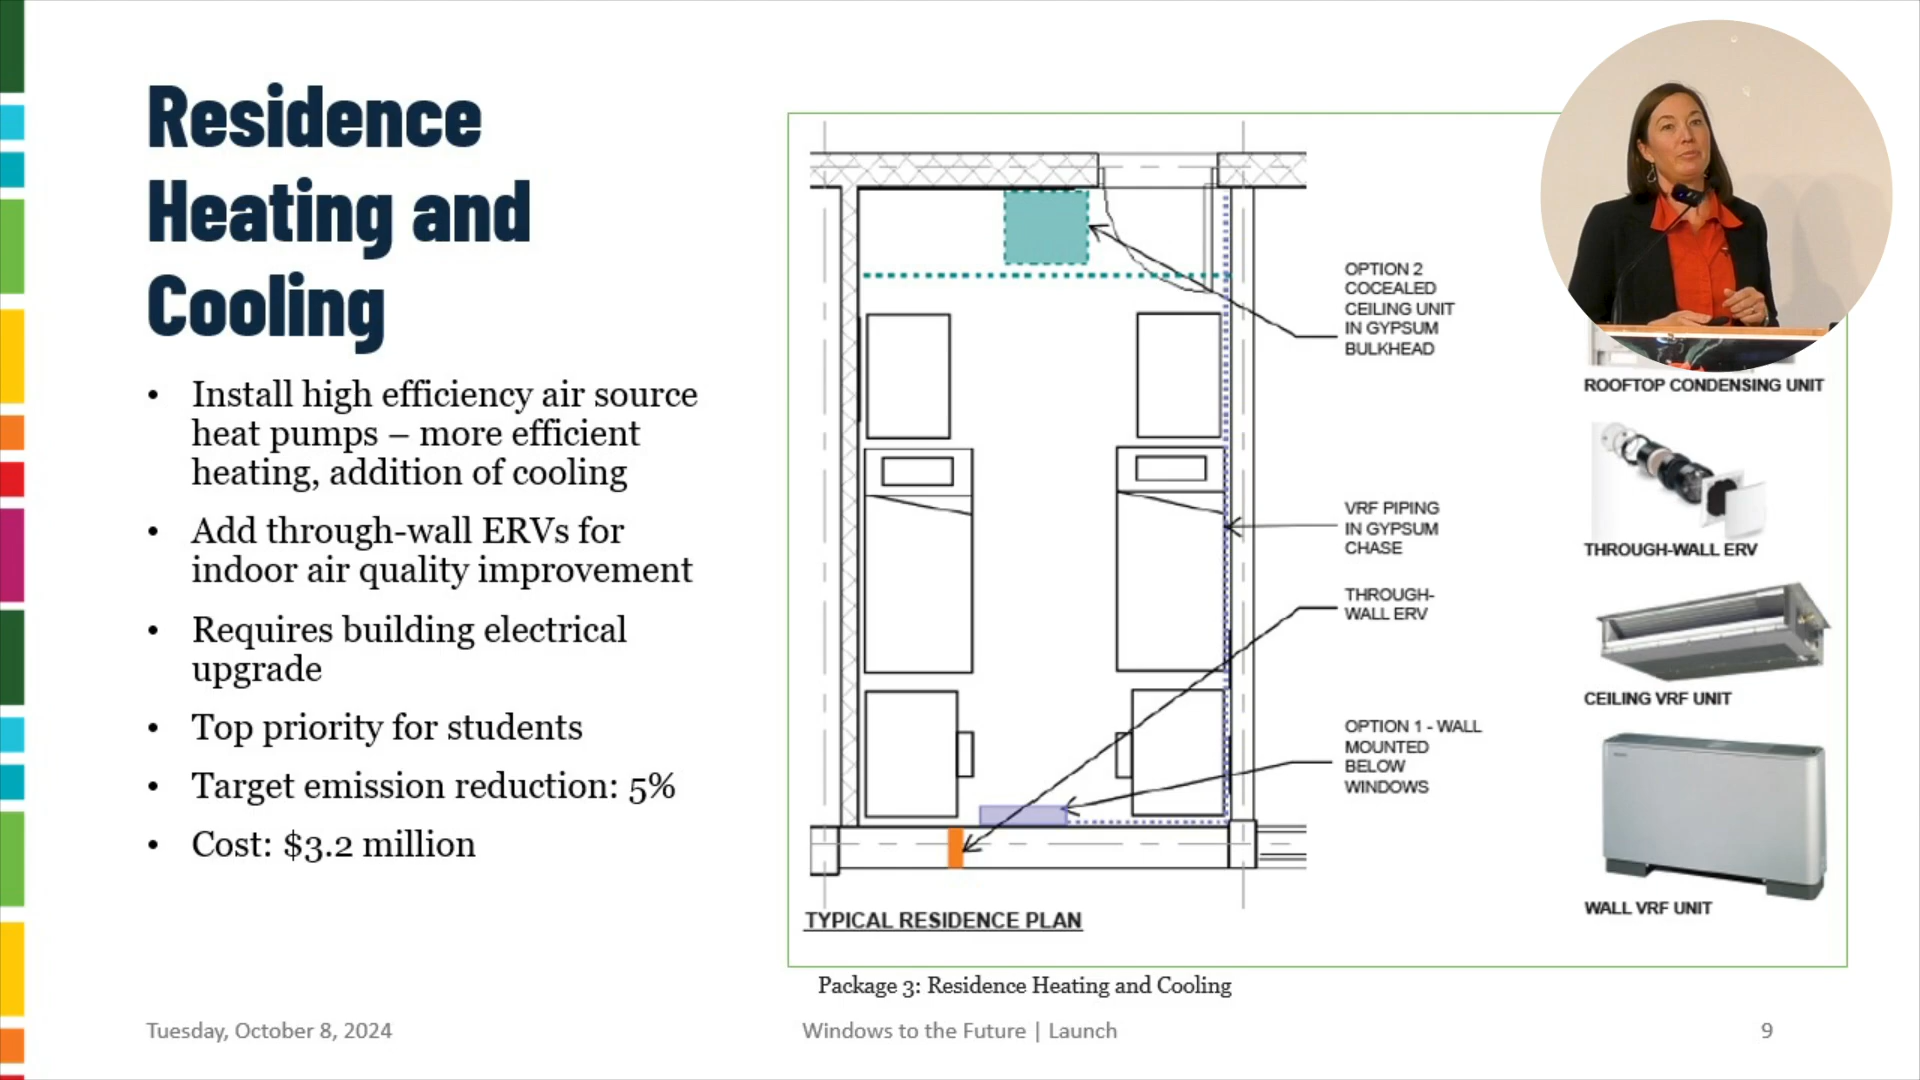 Residence
Heating and
Cooling
• Install high efficiency air source
heat pumps – more efficient
heating, addition of cooling
• Add through-wall ERVs for
indoor air quality improvement
• Requires building electrical
upgrade
• Top priority for students
• Target emission reduction: 5%
• Cost: $3.2 million
OPTION 2
COCEALED
CEILING UNIT
IN GYPSUM
BULKHEAD
VRF PIPING
IN GYPSUM
CHASE
THROUGH-
WALL ERV
OPTION 1 - WALL
MOUNTED
BELOW
WINDOWS
ROOFTOP CONDENSING UNIT
THROUGH-WALL ERV
CEILING VRF UNIT
WALL VRF UNIT
TYPICAL RESIDENCE PLAN
Package 3: Residence Heating and Cooling
Tuesday, October 8, 2024
Windows to the Future | Launch
9